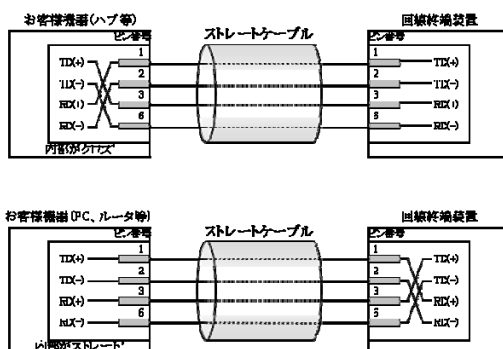 お客様機器(ハブ等)
ストレートケーブル
回線終端装置
ピン番号
ピン番号
TD(+)
1
1
TD(+)
TD(-)
2
2
TD(-)
RD(+)
3
3
RD(+)
RD(-)
6
6
RD(-)
内部がクロス
お客様機器(PC、ルータ等)
ストレートケーブル
回線終端装置
ピン番号
ピン番号
TD(+)
1
1
TD(+)
TD(-)
2
2
TD(-)
RD(+)
3
3
RD(+)
RD(-)
6
6
RD(-)
内部がストレート